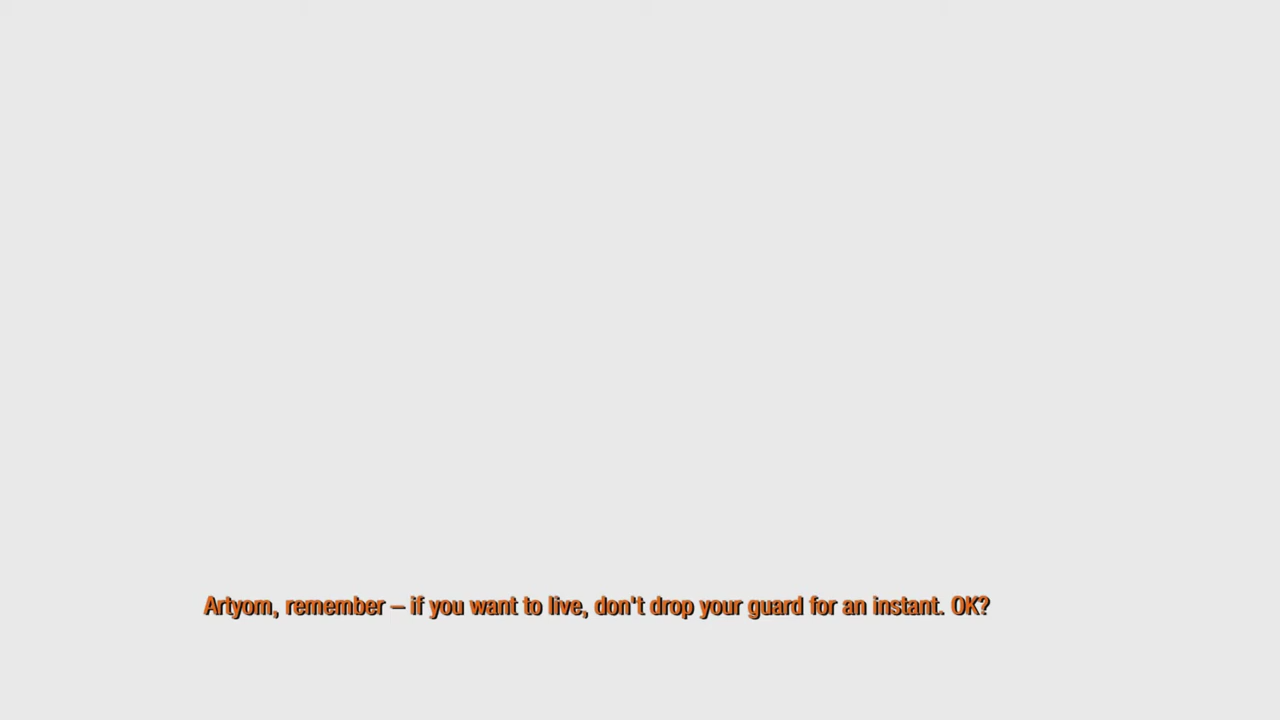 Artyom, remember – if you want to live, don't drop your guard for an instant. OK?